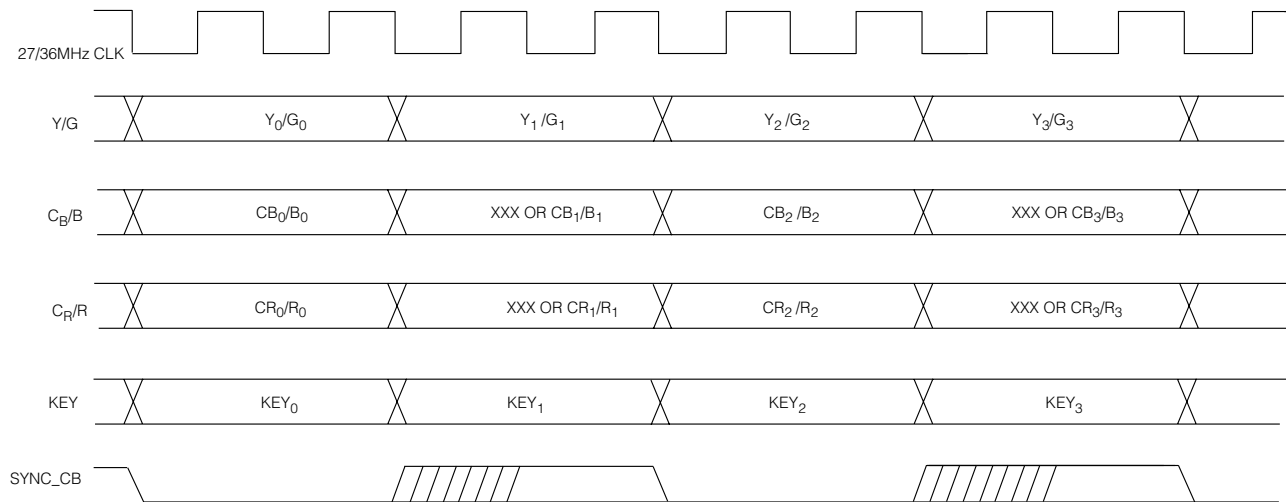 27/36MHz CLK
Y/G Y₀/G₀ Y₁/G₁ Y₂/G₂ Y₃/G₃
C_B/B CB₀/B₀ XXX OR CB₁/B₁ CB₂/B₂ XXX OR CB₃/B₃
C_R/R CR₀/R₀ XXX OR CR₁/R₁ CR₂/R₂ XXX OR CR₃/R₃
KEY KEY₀ KEY₁ KEY₂ KEY₃
SYNC_CB